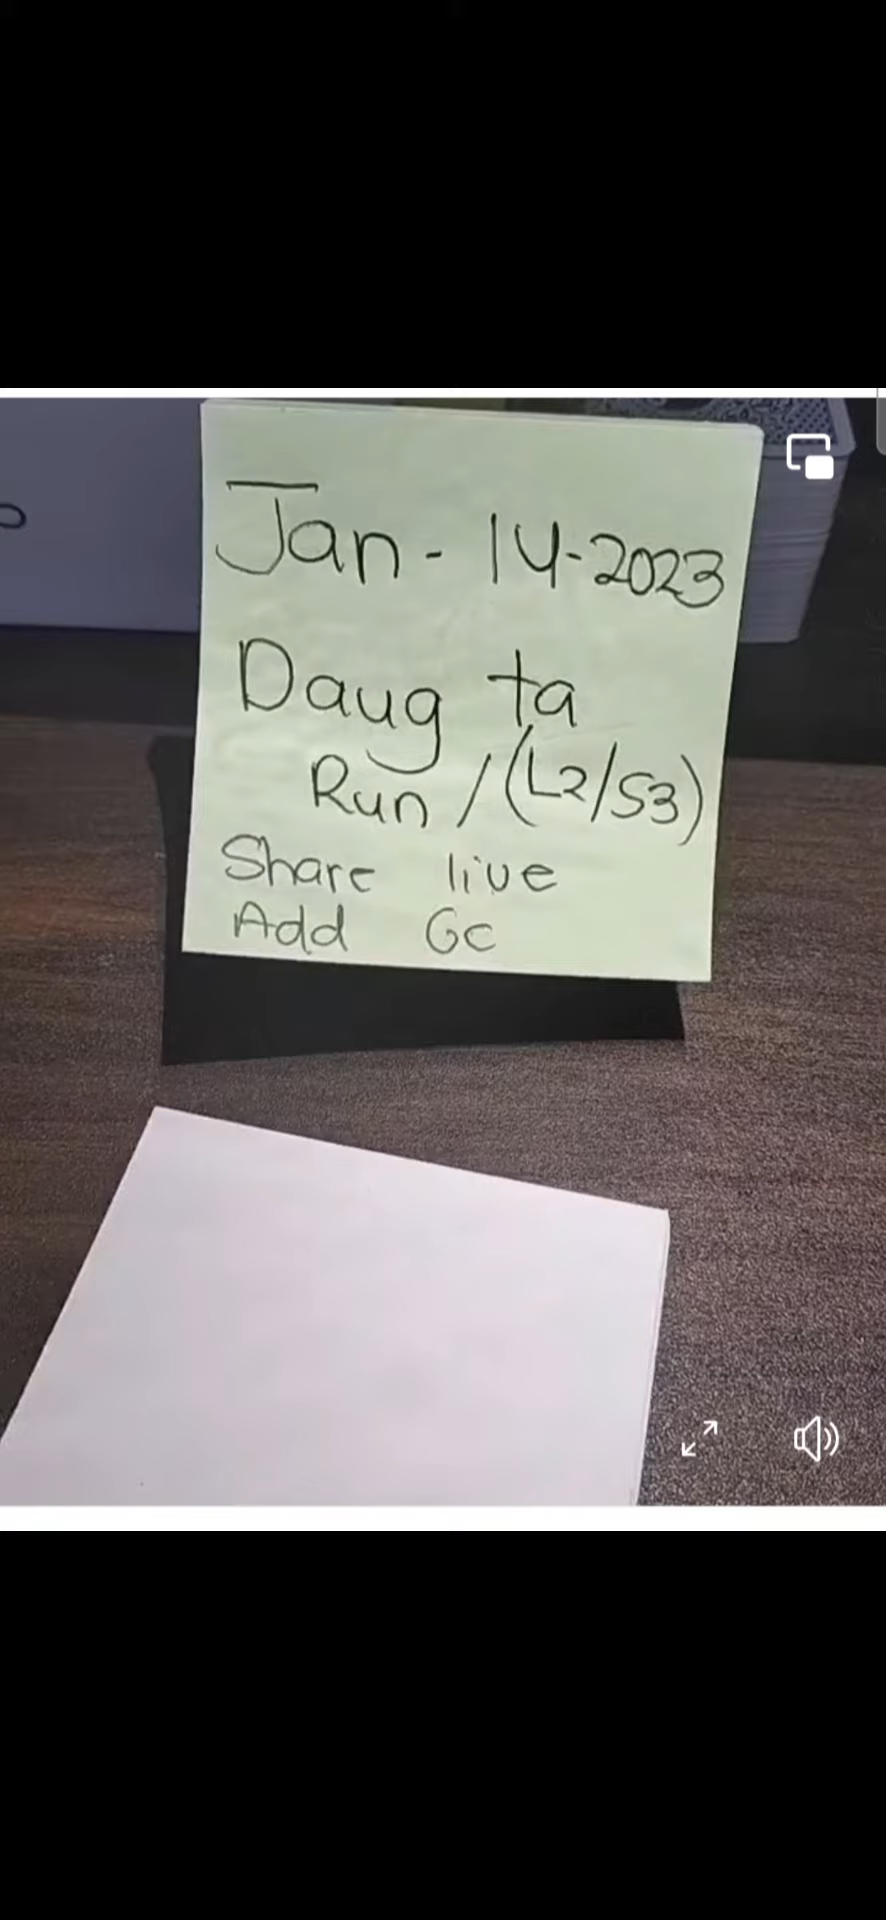 Jan - 14-2023
Daug ta
Run / (L2/S3)
Share live
Add Gc